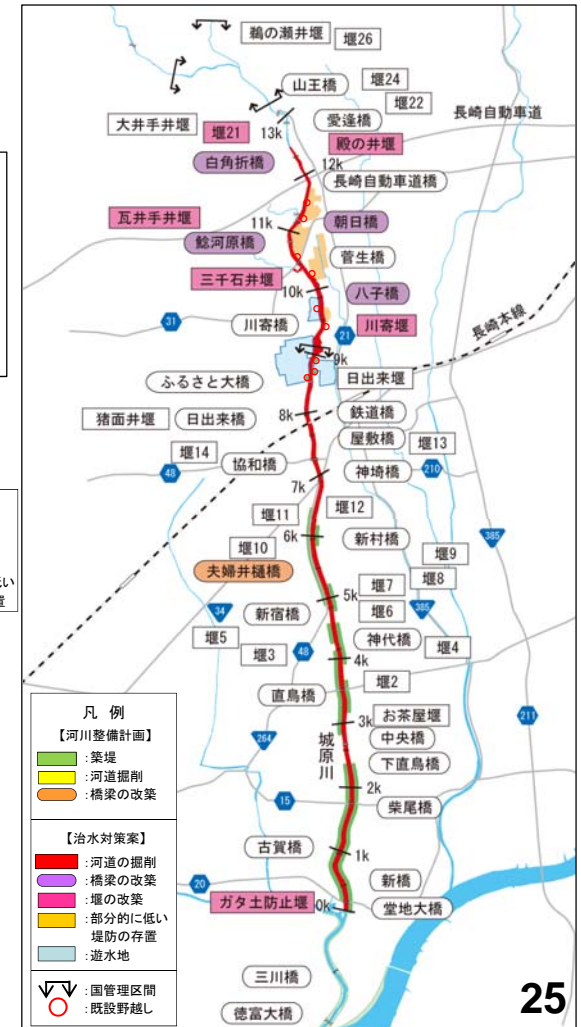 鵜の瀬井堰
堰26
山王橋
堰24
堰22
大井手井堰
13k
愛逢橋
長崎自動車道
堰21
殿の井堰
白角折橋
12k
長崎自動車道橋
瓦井手井堰
11k
朝日橋
鯰河原橋
菅生橋
三千石井堰
10k
八子橋
31
川寄橋
21
川寄堰
長崎本線
9k
ふるさと大橋
日出来堰
猪面井堰
日出来橋
8k
鉄道橋
屋敷橋
堰13
堰14
48
協和橋
7k
神埼橋
210
堰11
堰12
6k
新村橋
385
堰10
堰9
夫婦井樋橋
堰8
5k
堰7
34
新宿橋
堰6
385
堰5
堰3
48
神代橋
堰4
4k
直鳥橋
堰2
3k
お茶屋堰
211
264
城原川
中央橋
下直鳥橋
2k
15
柴尾橋
古賀橋
1k
20
新橋
ガタ土防止堰
0k
堂地大橋
三川橋
徳富大橋
い
置
凡 例
【河川整備計画】
:築堤
:河道掘削
:橋梁の改築
【治水対策案】
:河道の掘削
:橋梁の改築
:堰の改築
:部分的に低い
堤防の存置
:遊水地
:国管理区間
:既設野越し
25